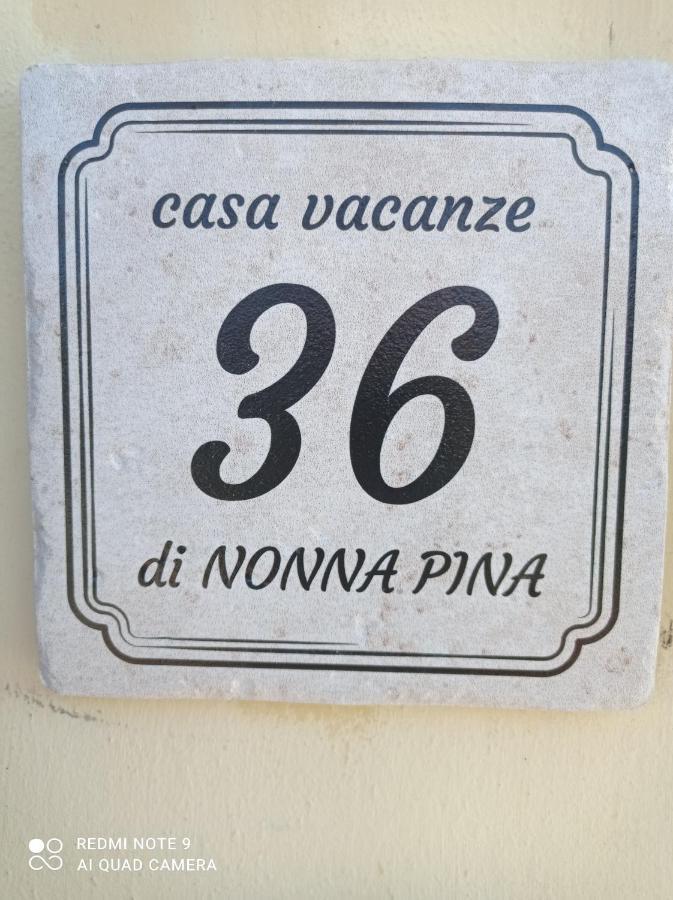 casa vacanze
36
di NONNA PINA
REDMI NOTE 9
AI QUAD CAMERA